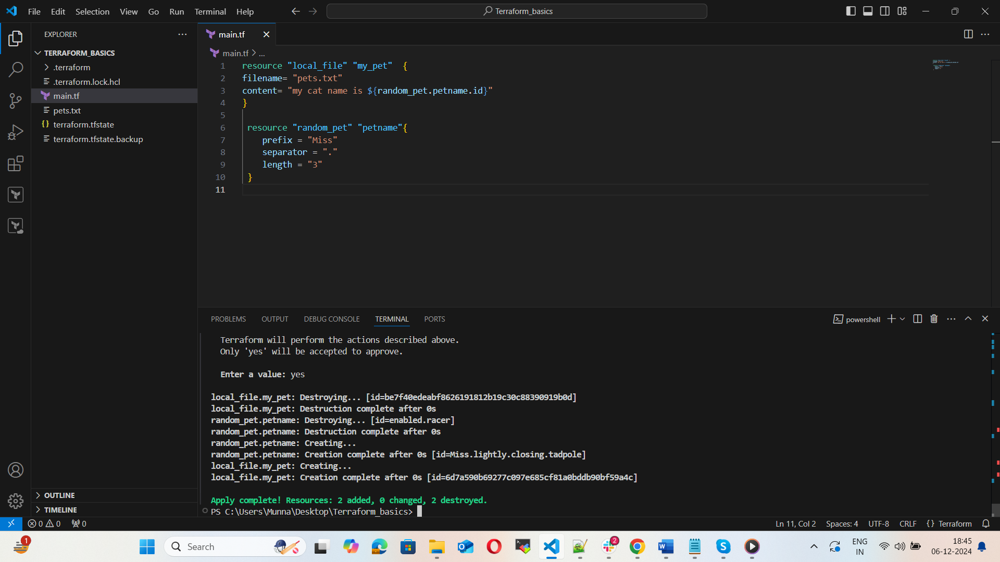 File Edit Selection View Go Run Terminal Help
Terraform_basics
EXPLORER
TERRAFORM_BASICS
.terraform
.terraform.lock.hcl
main.tf
pets.txt
terraform.tfstate
terraform.tfstate.backup
OUTLINE
TIMELINE
main.tf
main.tf > ...
1 resource "local_file" "my_pet"  {
2 filename= "pets.txt"
3 content= "my cat name is ${random_pet.petname.id}"
4 }
5
6  resource "random_pet" "petname"{
7     prefix = "Miss"
8     separator = "."
9     length = "3"
10  }
11
PROBLEMS OUTPUT DEBUG CONSOLE TERMINAL PORTS
powershell
Terraform will perform the actions described above.
Only 'yes' will be accepted to approve.
Enter a value: yes
local_file.my_pet: Destroying... [id=be7f40edeabf8626191812b19c30c88390919b0d]
local_file.my_pet: Destruction complete after 0s
random_pet.petname: Destroying... [id=enabled.racer]
random_pet.petname: Destruction complete after 0s
random_pet.petname: Creating...
random_pet.petname: Creation complete after 0s [id=Miss.lightly.closing.tadpole]
local_file.my_pet: Creating...
local_file.my_pet: Creation complete after 0s [id=6d7a590b69277c097e685cf81a0bddb90bf59a4c]
Apply complete! Resources: 2 added, 0 changed, 2 destroyed.
PS C:\Users\Munna\Desktop\Terraform_basics>
0 0 0
Ln 11, Col 2 Spaces: 4 UTF-8 CRLF {} Terraform
1
Search
2
ENG
IN
18:45
06-12-2024